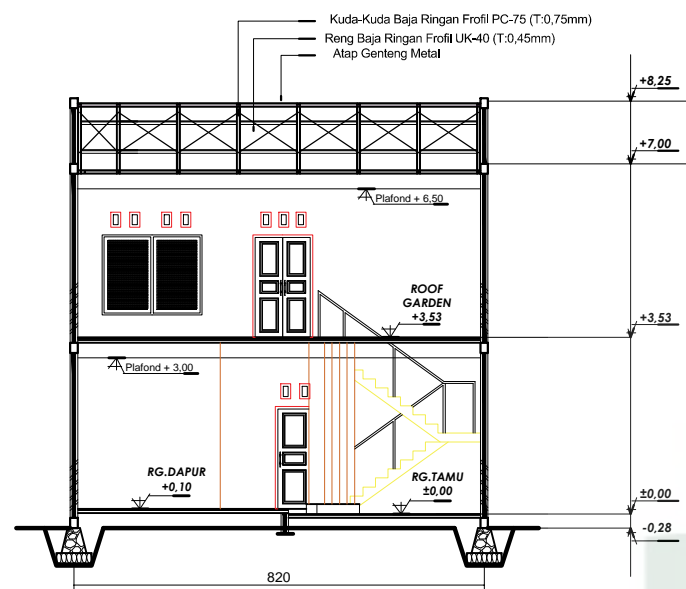 Kuda-Kuda Baja Ringan Frofil PC-75 (T:0,75mm)
Reng Baja Ringan Frofil UK-40 (T:0,45mm)
Atap Genteng Metal
+8,25
+7,00
Plafond + 6,50
ROOF
GARDEN
+3,53
+3,53
Plafond + 3,00
RG.DAPUR
+0,10
RG.TAMU
±0,00
±0,00
-0,28
820